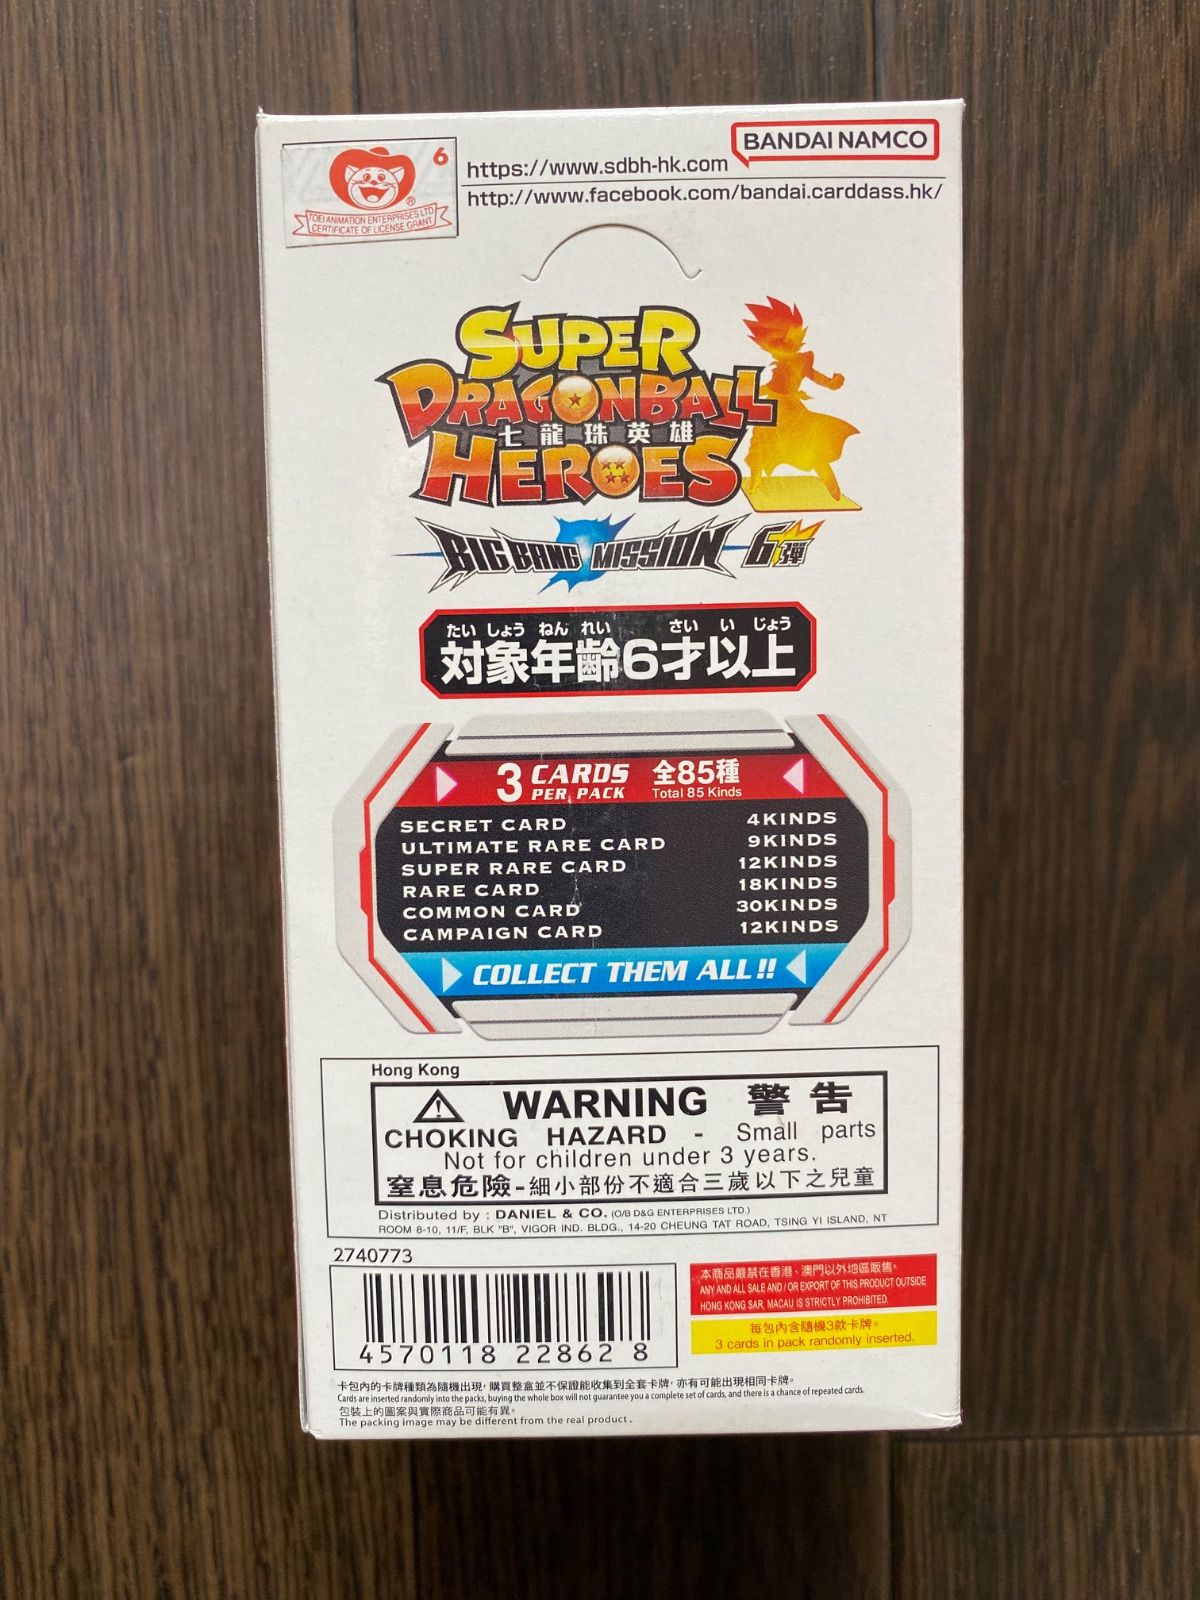 6
TOEI ANIMATION ENTERPRISES LTD
CERTIFICATE OF LICENSE GRANT
®
https://www.sdbh-hk.com
BANDAI NAMCO
http://www.facebook.com/bandai.carddass.hk/
SUPER
DRAGONBALL
七龍珠英雄
HEROES
BIG BANG MISSION 6彈
たいしょうねんれい さいいじょう
対象年齢6才以上
3 CARDS PER PACK 全85種 Total 85 Kinds
SECRET CARD 4KINDS
ULTIMATE RARE CARD 9KINDS
SUPER RARE CARD 12KINDS
RARE CARD 18KINDS
COMMON CARD 30KINDS
CAMPAIGN CARD 12KINDS
COLLECT THEM ALL!!
Hong Kong
WARNING 警告
CHOKING HAZARD - Small parts
Not for children under 3 years.
窒息危險-細小部份不適合三歲以下之兒童
Distributed by : DANIEL & CO. (O/B D&G ENTERPRISES LTD.)
ROOM 8-10, 11/F, BLK "B", VIGOR IND. BLDG., 14-20 CHEUNG TAT ROAD, TSING YI ISLAND, NT
2740773
4570118 22862 8
本商品嚴禁在香港、澳門以外地區販售。
ANY AND ALL SALE AND / OR EXPORT OF THIS PRODUCT OUTSIDE
HONG KONG SAR, MACAU IS STRICTLY PROHIBITED.
每包內含隨機3款卡牌。
3 cards in pack randomly inserted.
卡包內的卡牌種類為隨機出現，購買整盒並不保證能收集到全套卡牌，亦有可能出現相同卡牌。
Cards are inserted randomly into the packs, buying the whole box will not guarantee you a complete set of cards, and there is a chance of repeated cards.
包裝上的圖案與實際商品可能有異。
The packing image may be different from the real product.